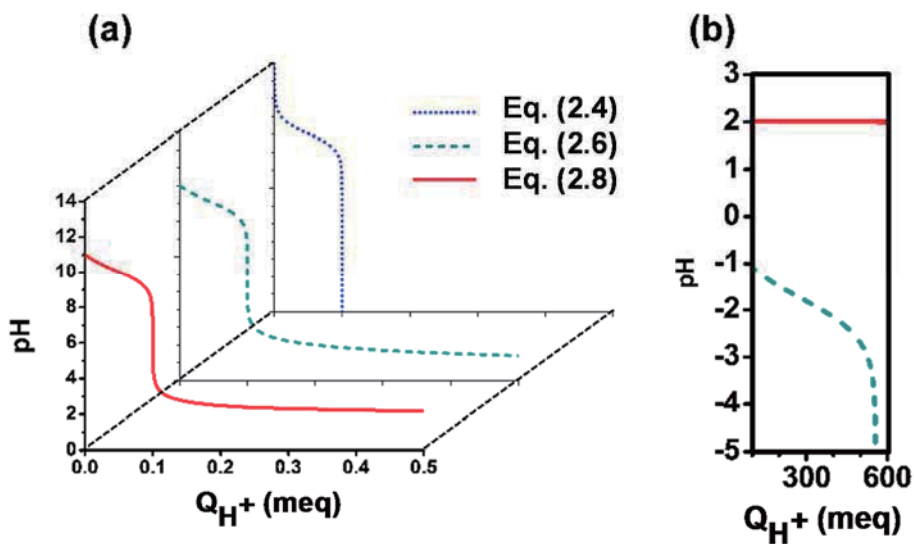 (a)
Eq. (2.4)
Eq. (2.6)
Eq. (2.8)
14
12
10
8
6
4
2
0
pH
0.0 0.1 0.2 0.3 0.4 0.5
QH+ (meq)
(b)
3
2
1
0
-1
-2
-3
-4
-5
pH
300 600
QH+ (meq)